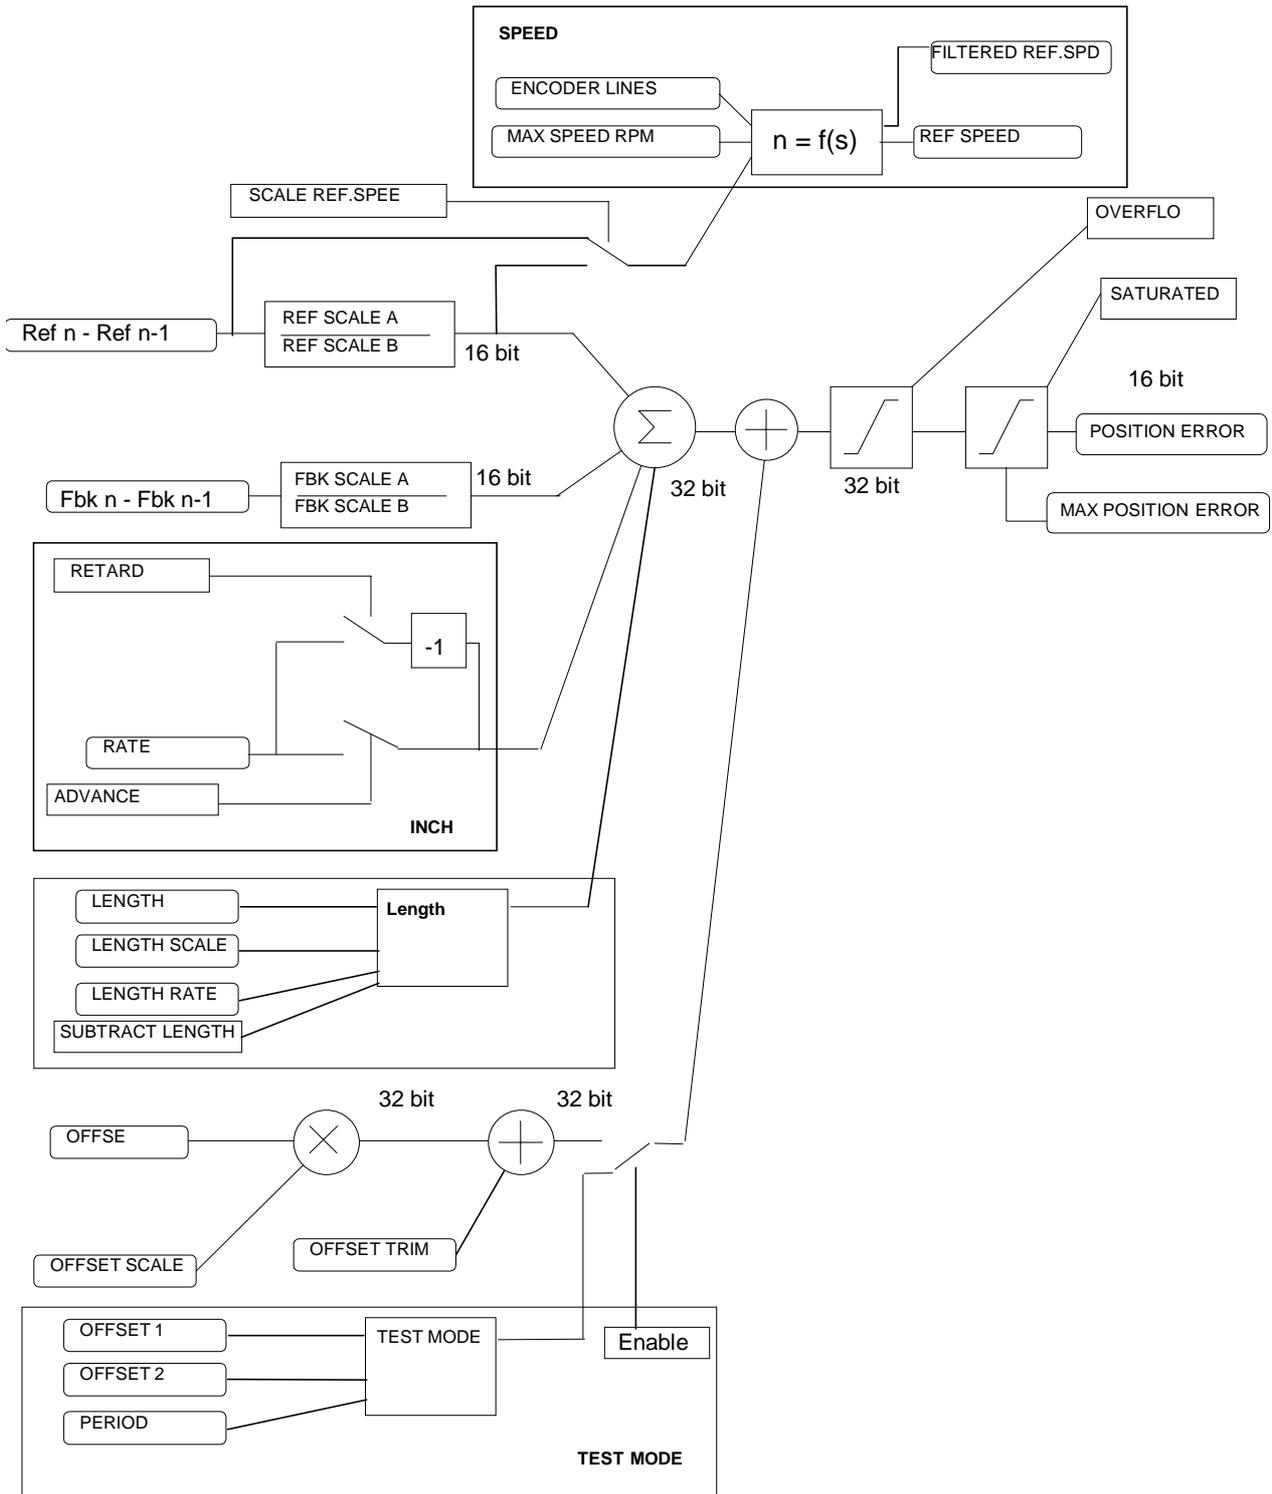 SPEED
FILTERED REF.SPD
ENCODER LINES
MAX SPEED RPM
n = f(s)
REF SPEED
SCALE REF.SPEE
OVERFLO
SATURATED
Ref n - Ref n-1
REF SCALE A
REF SCALE B
16 bit
16 bit
Σ
POSITION ERROR
FBK SCALE A
FBK SCALE B
16 bit
Fbk n - Fbk n-1
32 bit
32 bit
MAX POSITION ERROR
RETARD
-1
RATE
ADVANCE
INCH
LENGTH
Length
LENGTH SCALE
LENGTH RATE
SUBTRACT LENGTH
32 bit
32 bit
OFFSE
OFFSET SCALE
OFFSET TRIM
OFFSET 1
TEST MODE
Enable
OFFSET 2
PERIOD
TEST MODE